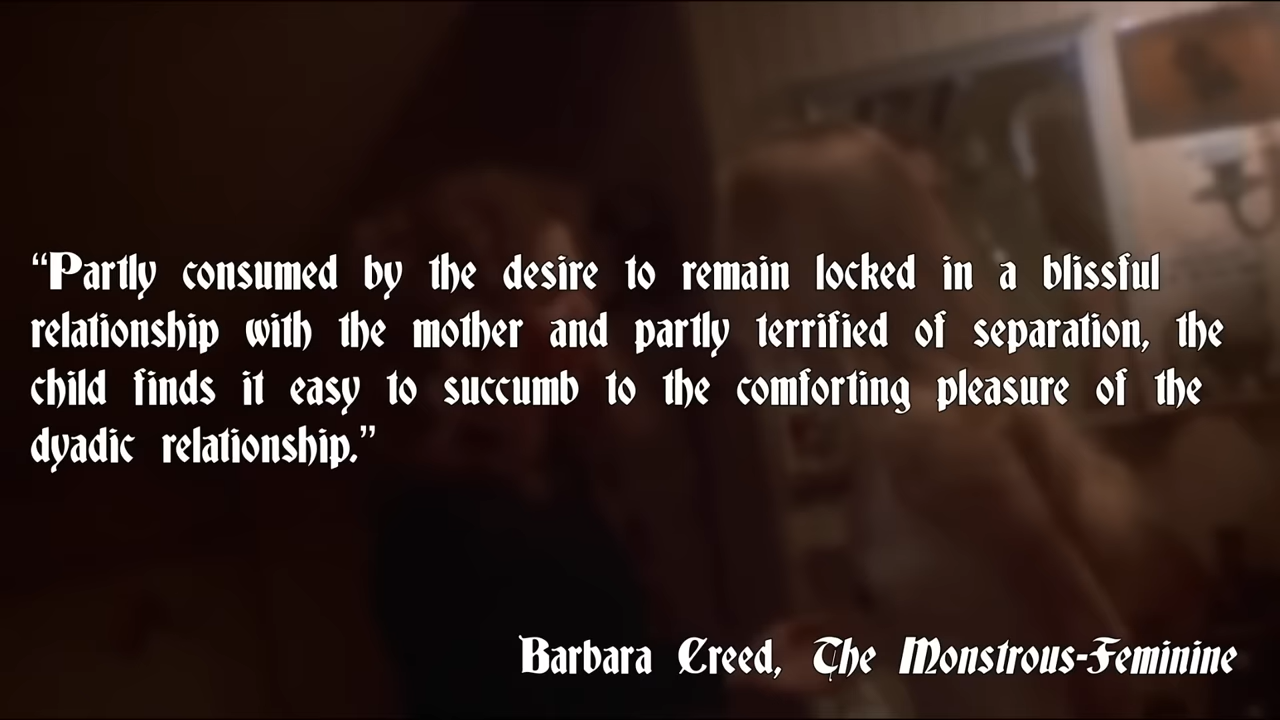 “Partly consumed by the desire to remain locked in a blissful
relationship with the mother and partly terrified of separation, the
child finds it easy to succumb to the comforting pleasure of the
dyadic relationship.”
Barbara Creed, The Monstrous-Feminine